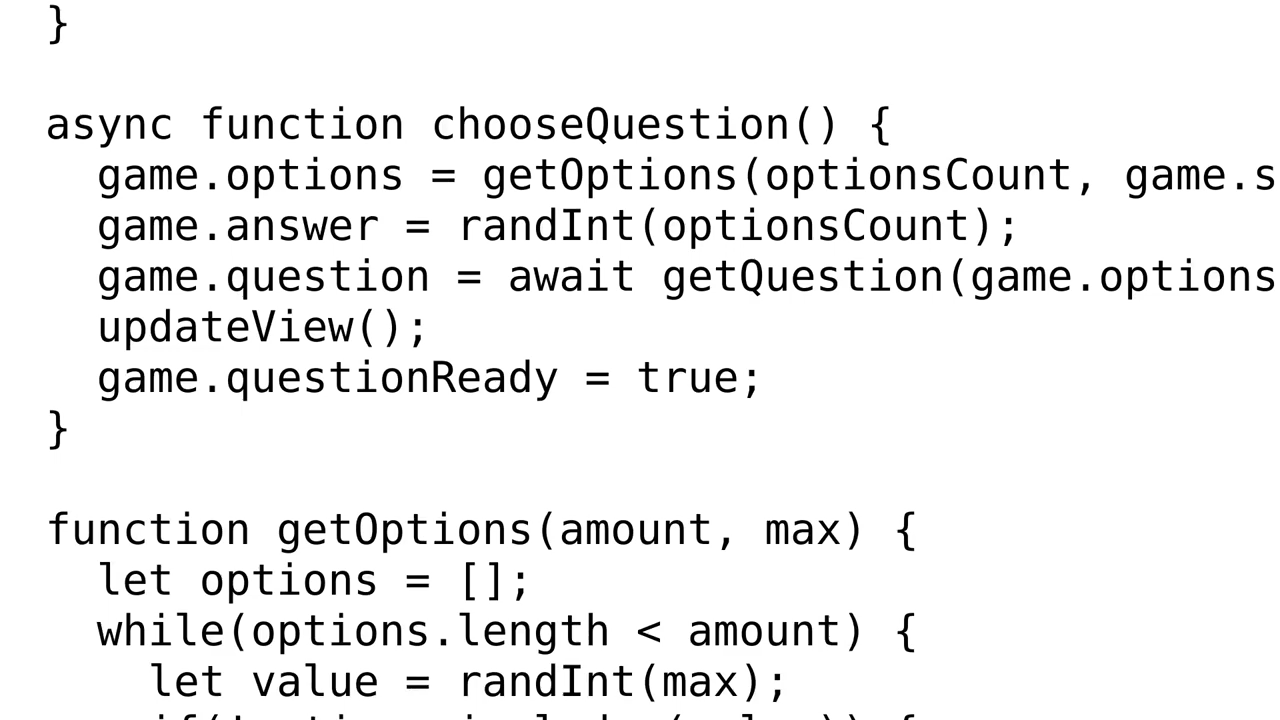 }
async function chooseQuestion() {
game.options = getOptions(optionsCount, game.s
game.answer = randInt(optionsCount);
game.question = await getQuestion(game.options
updateView();
game.questionReady = true;
}
function getOptions(amount, max) {
let options = [];
while(options.length < amount) {
let value = randInt(max);